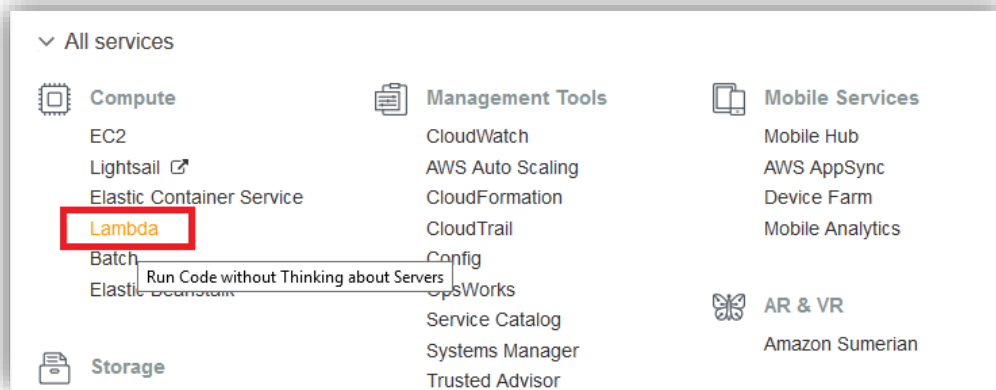 All services
Compute
EC2
Lightsail
Elastic Container Service
Lambda
Batch
Run Code without Thinking about Servers
Elastic Beanstalk
Storage
Management Tools
CloudWatch
AWS Auto Scaling
CloudFormation
CloudTrail
Config
OpsWorks
Service Catalog
Systems Manager
Trusted Advisor
Mobile Services
Mobile Hub
AWS AppSync
Device Farm
Mobile Analytics
AR & VR
Amazon Sumerian